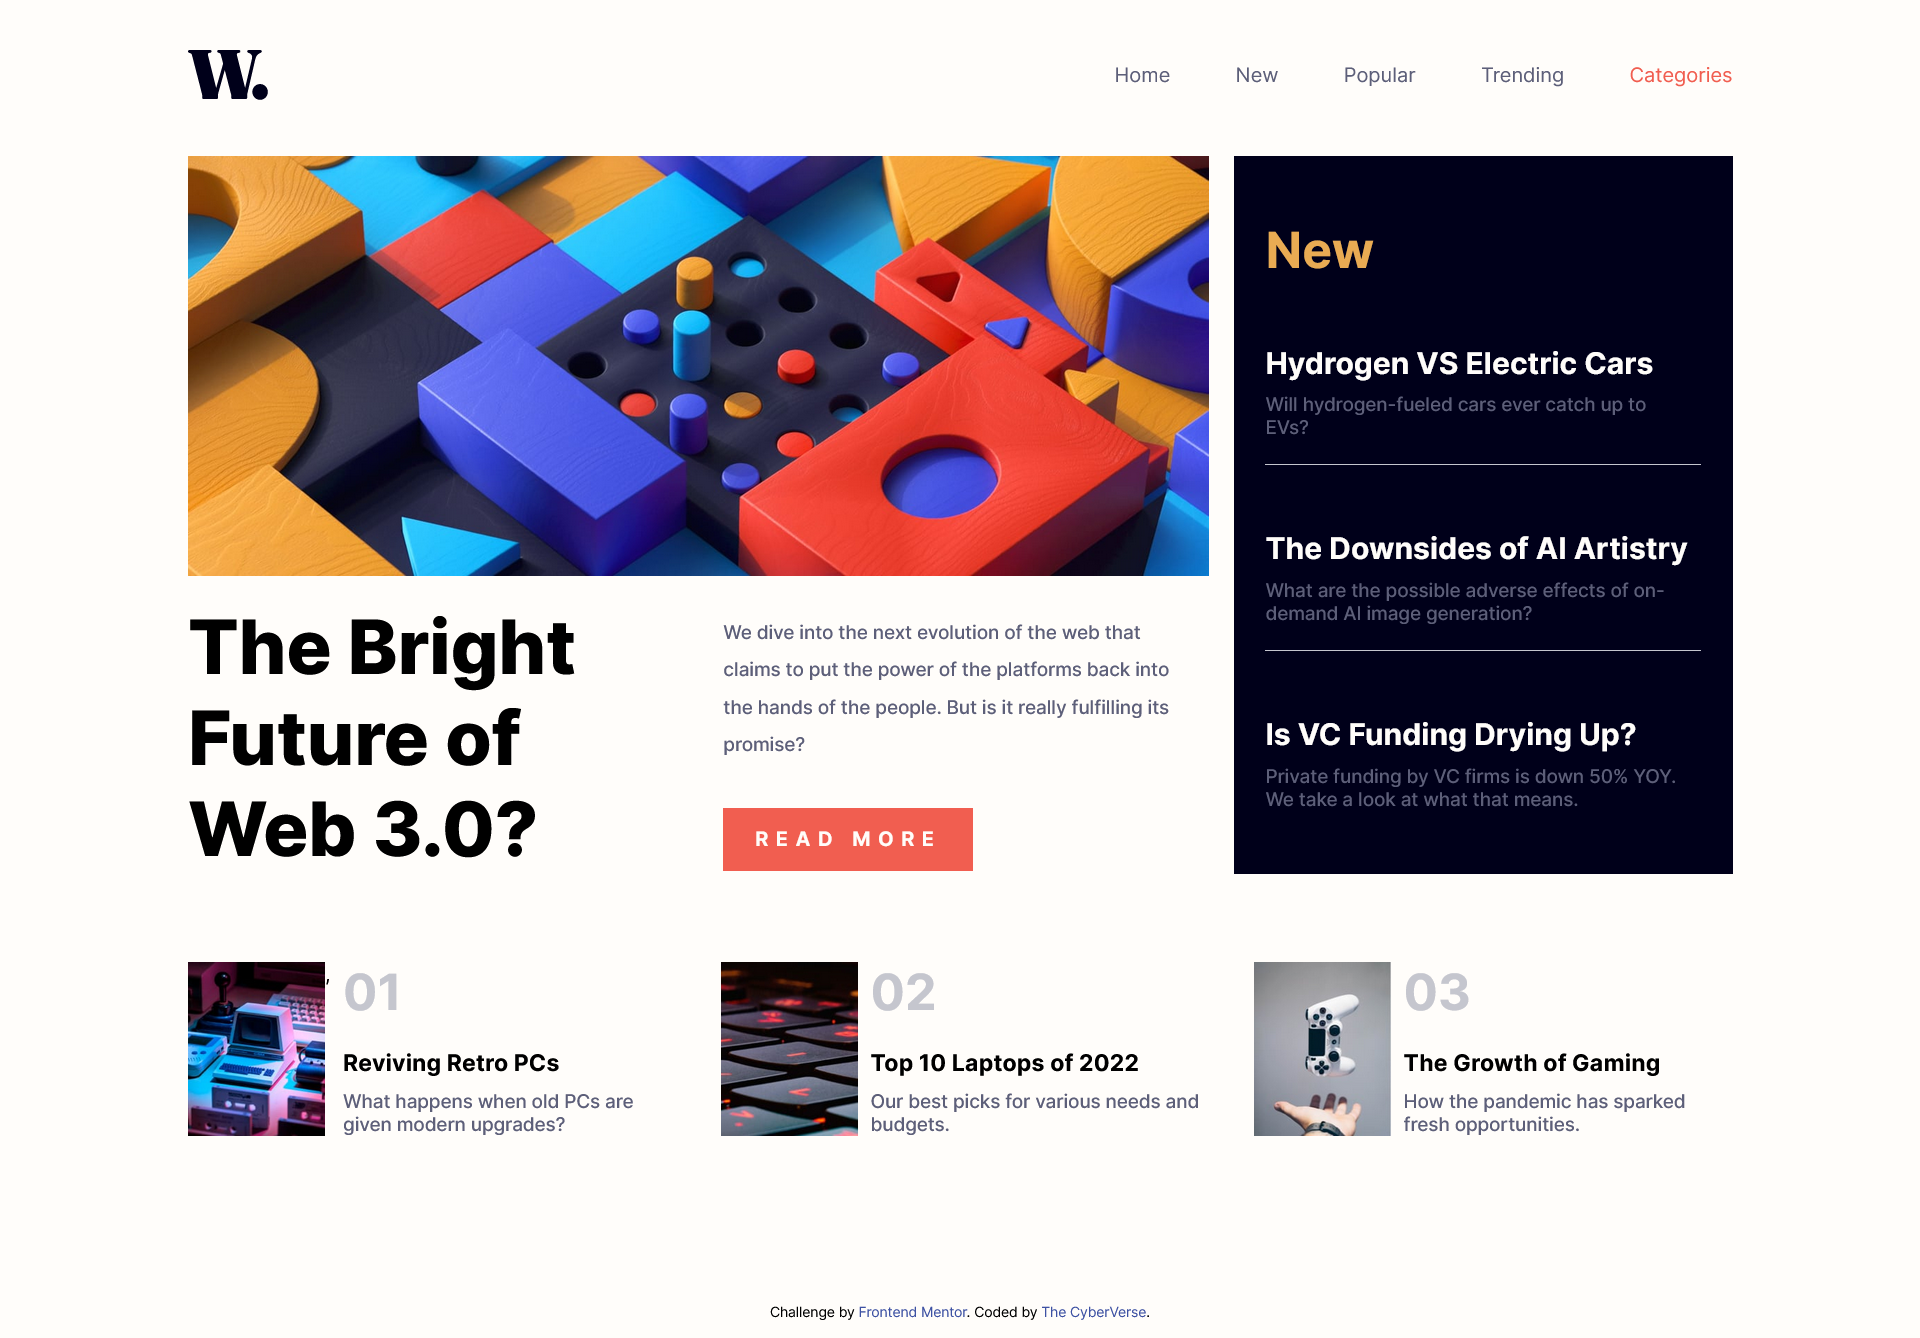 W.
Home
New
Popular
Trending
Categories
New
Hydrogen VS Electric Cars
Will hydrogen-fueled cars ever catch up to
EVs?
The Downsides of AI Artistry
What are the possible adverse effects of on-
demand AI image generation?
Is VC Funding Drying Up?
Private funding by VC firms is down 50% YOY.
We take a look at what that means.
The Bright
Future of
Web 3.0?
We dive into the next evolution of the web that
claims to put the power of the platforms back into
the hands of the people. But is it really fulfilling its
promise?
READ MORE
,
01
Reviving Retro PCs
What happens when old PCs are
given modern upgrades?
02
Top 10 Laptops of 2022
Our best picks for various needs and
budgets.
03
The Growth of Gaming
How the pandemic has sparked
fresh opportunities.
Challenge by Frontend Mentor. Coded by The CyberVerse.